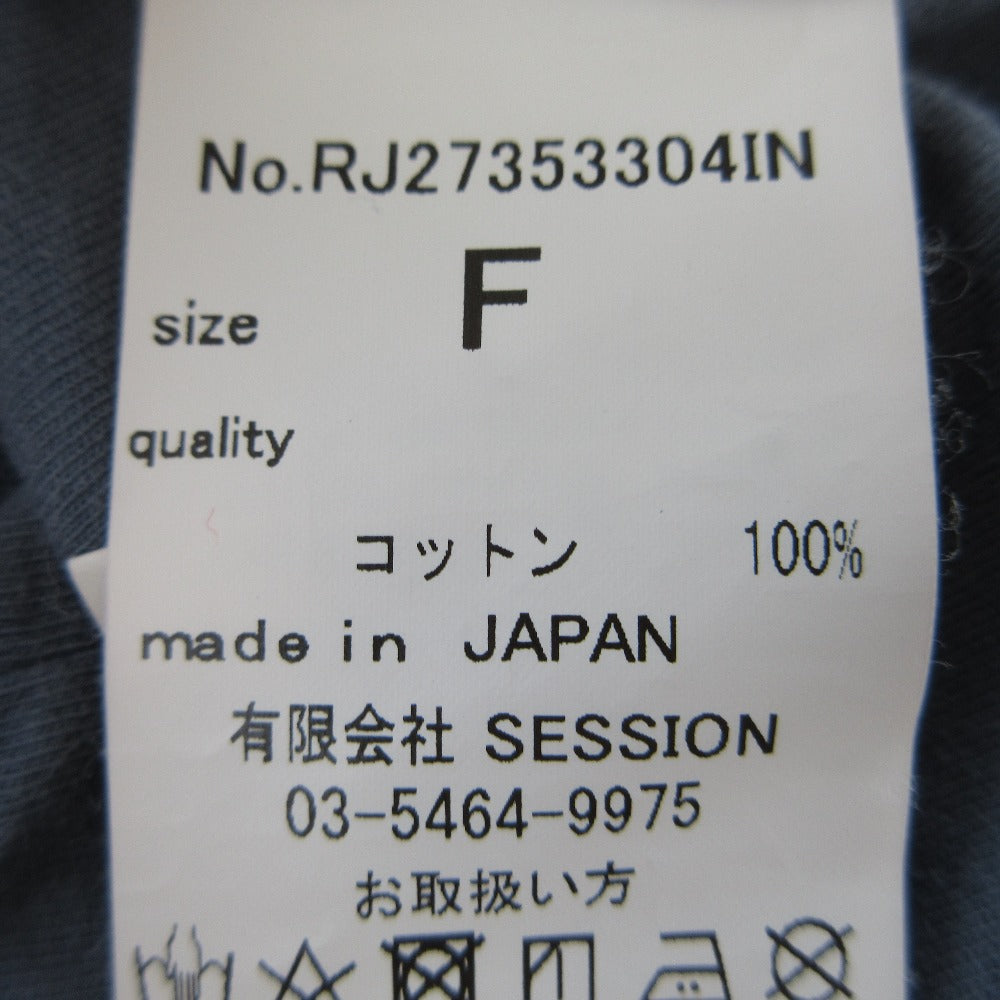 No.RJ27353304IN
size F
quality
コットン 100%
made in JAPAN
有限会社 SESSION
03-5464-9975
お取扱い方